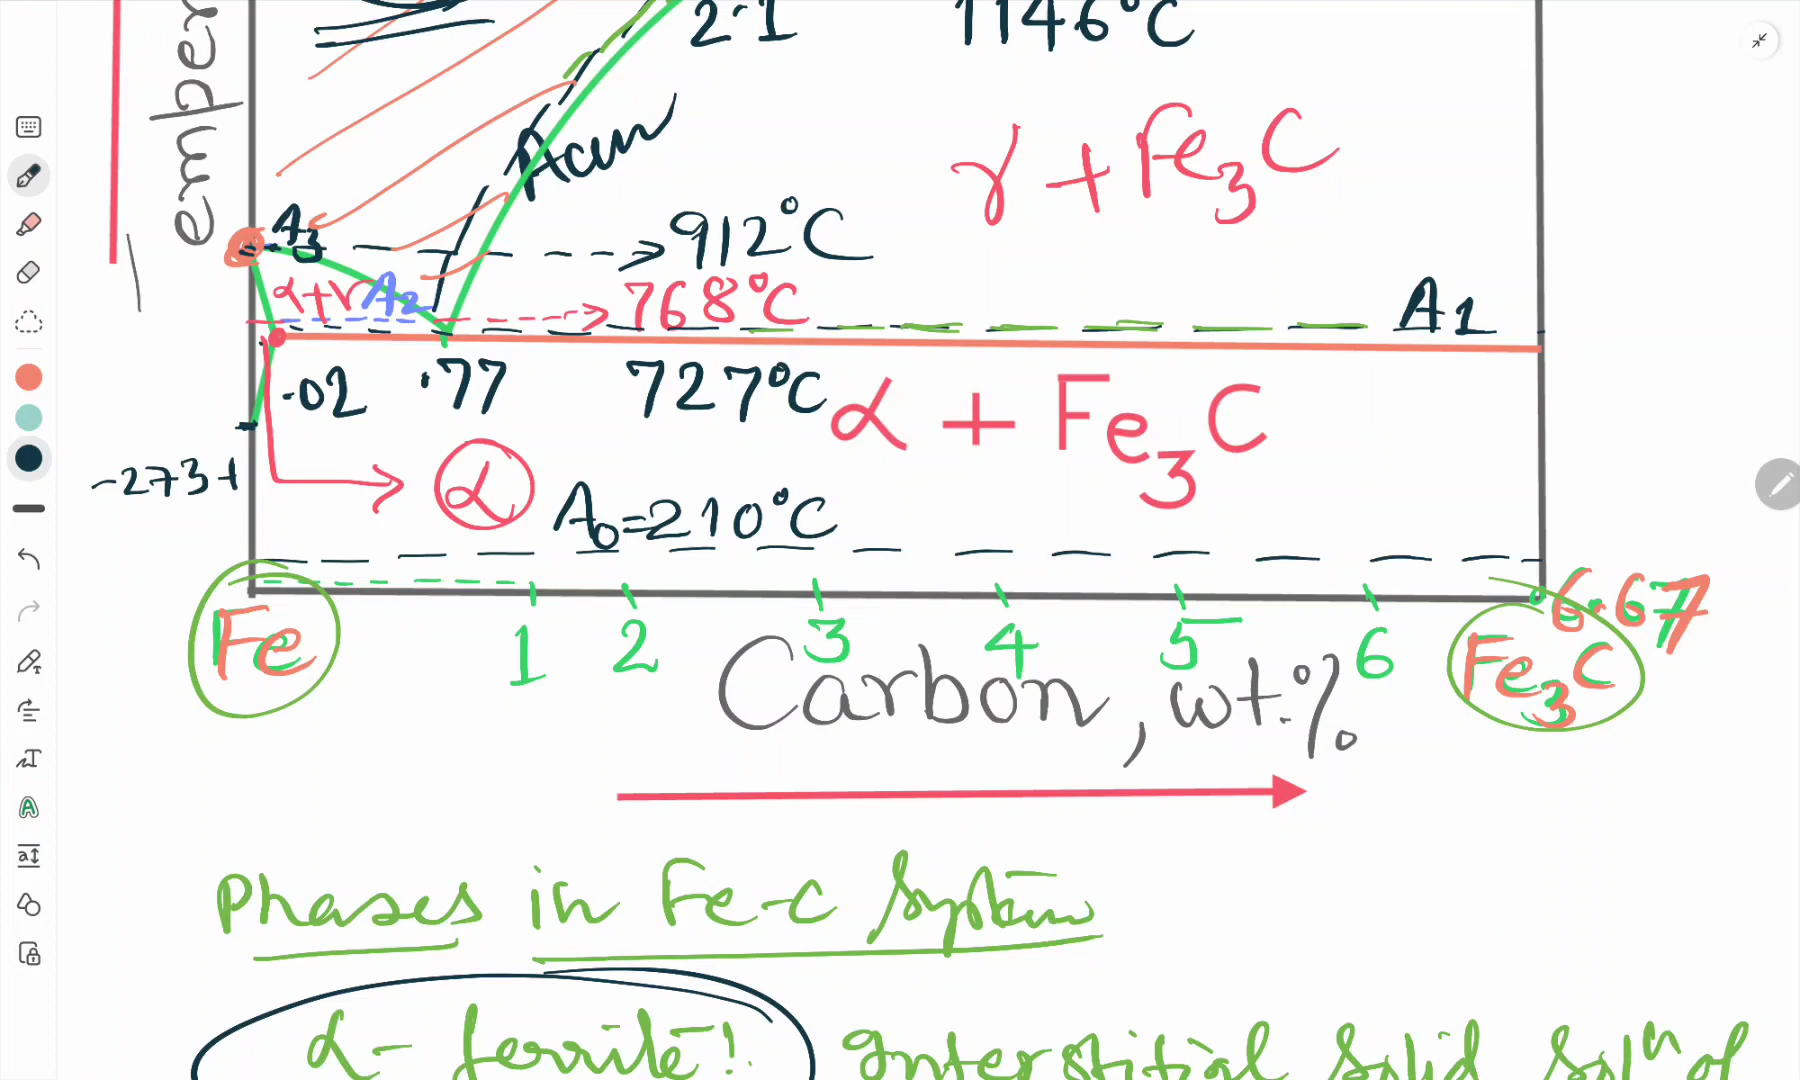 emper
2.1
1146°C
γ + Fe3C
Acm
A3
912°C
α+γ
A2
768°C
A1
.02
.77
727°C
α + Fe3C
-273+
α
A0=210°C
Fe
1 2 3 4 5 6
6.67
Fe3C
Carbon, wt.%
Phases in Fe-C System
α- ferrite! Interstitial Solid Solⁿ of